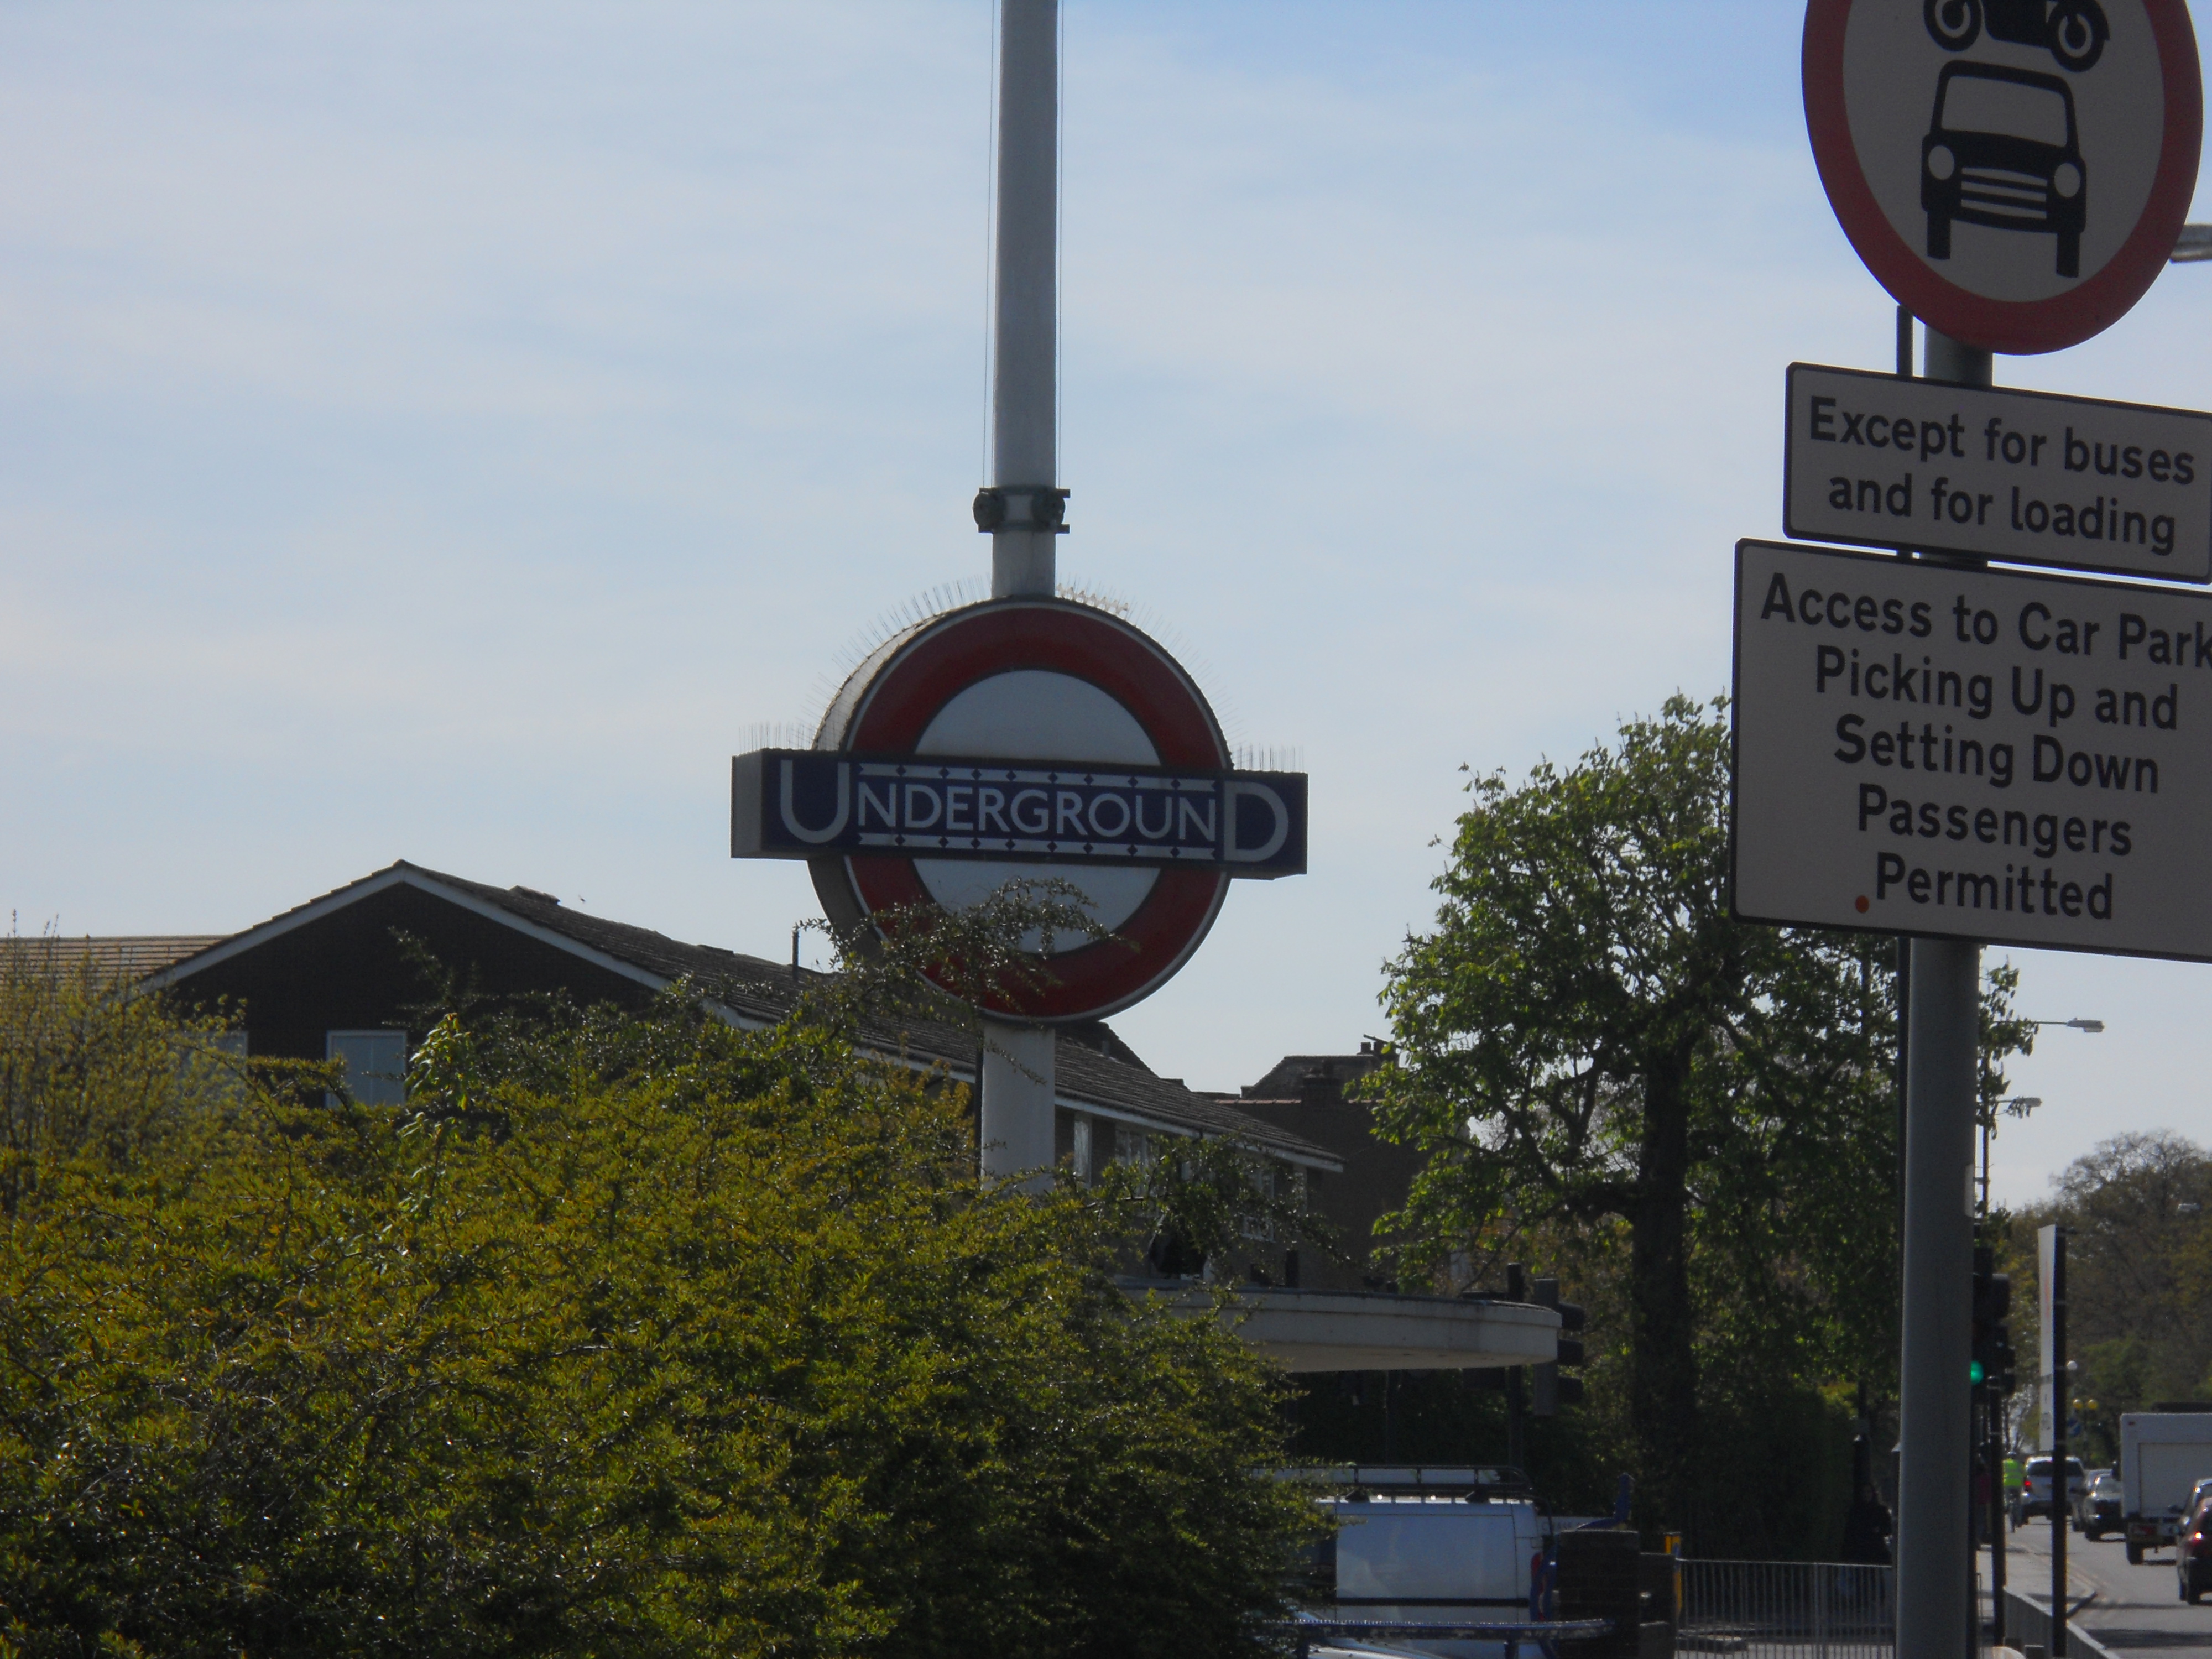 UNDERGROUND
Except for buses
and for loading
Access to Car Park
Picking Up and
Setting Down
Passengers
Permitted